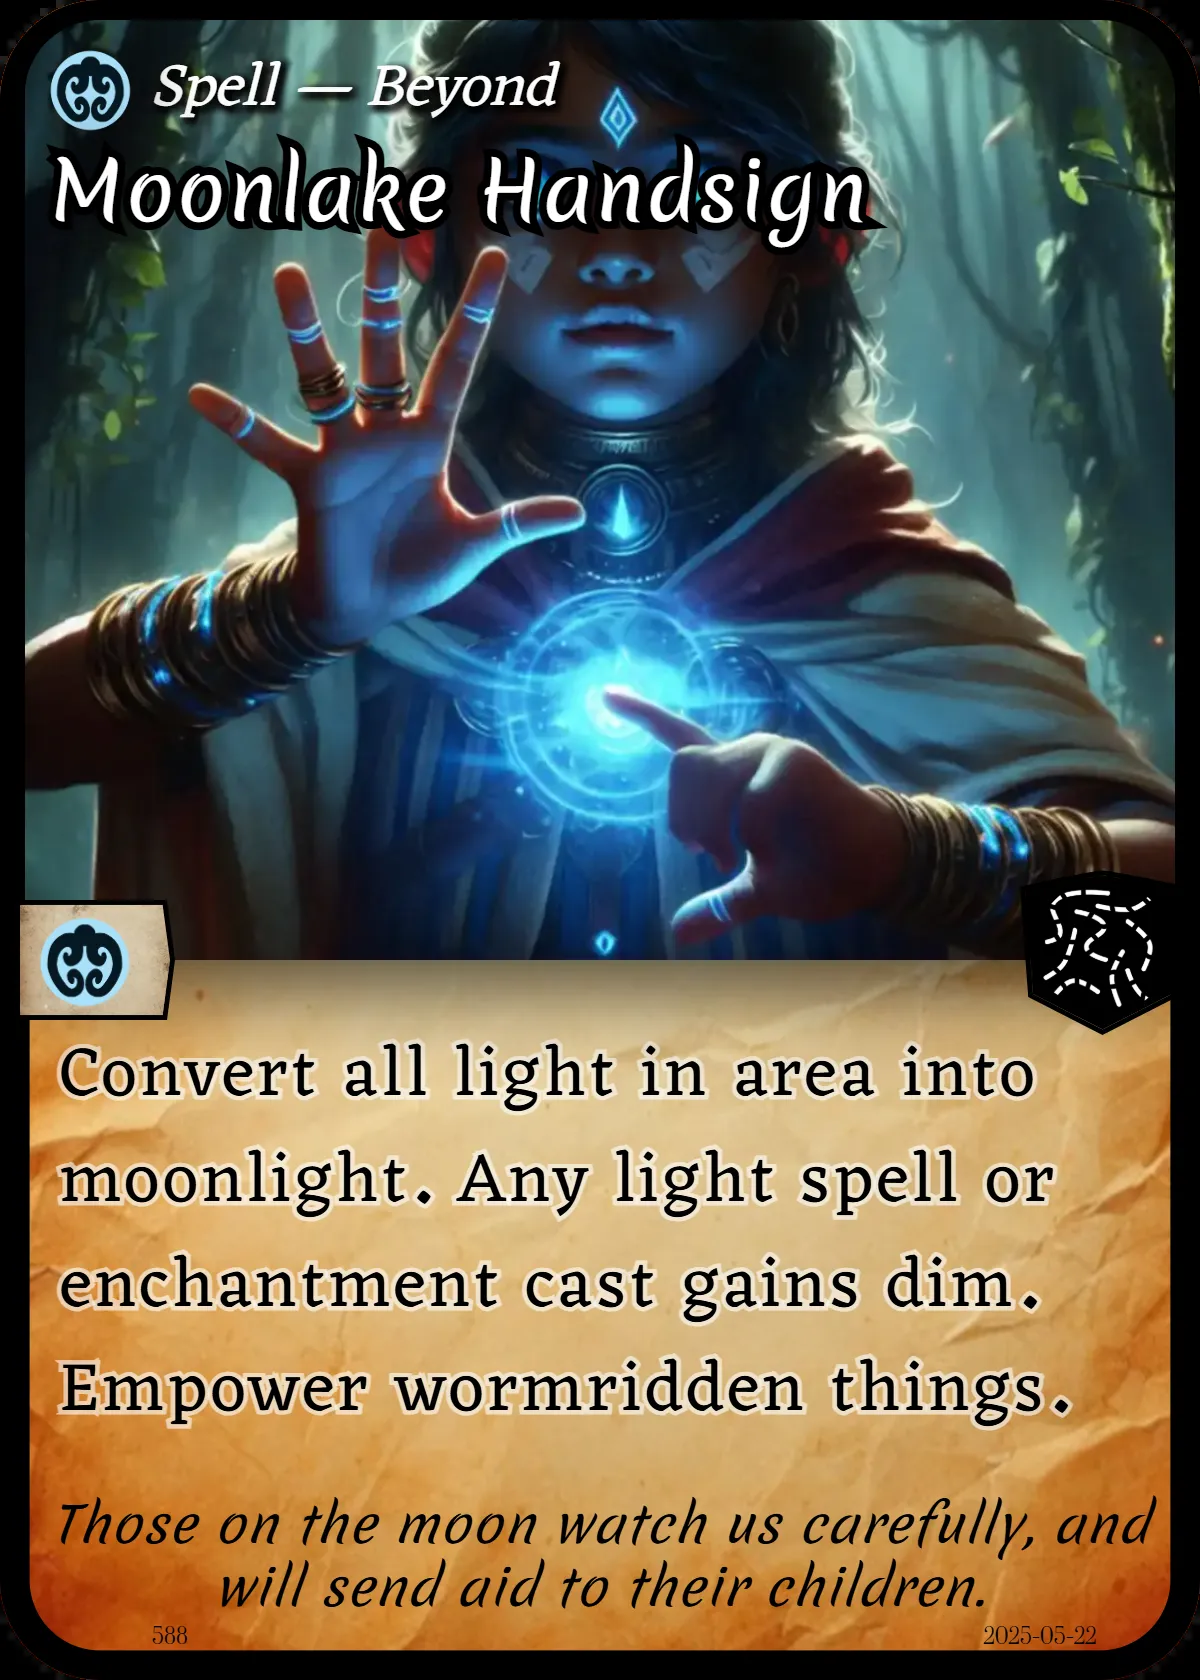 Spell — Beyond
Moonlake Handsign
Convert all light in area into
moonlight. Any light spell or
enchantment cast gains dim.
Empower wormridden things.
Those on the moon watch us carefully, and
will send aid to their children.
588
2025-05-22